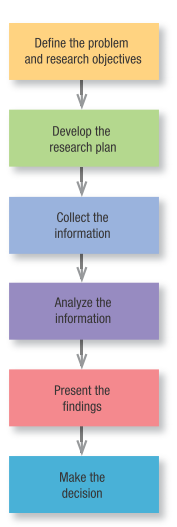 Define the problem
and research objectives
Develop the
research plan
Collect the
information
Analyze the
information
Present the
findings
Make the
decision